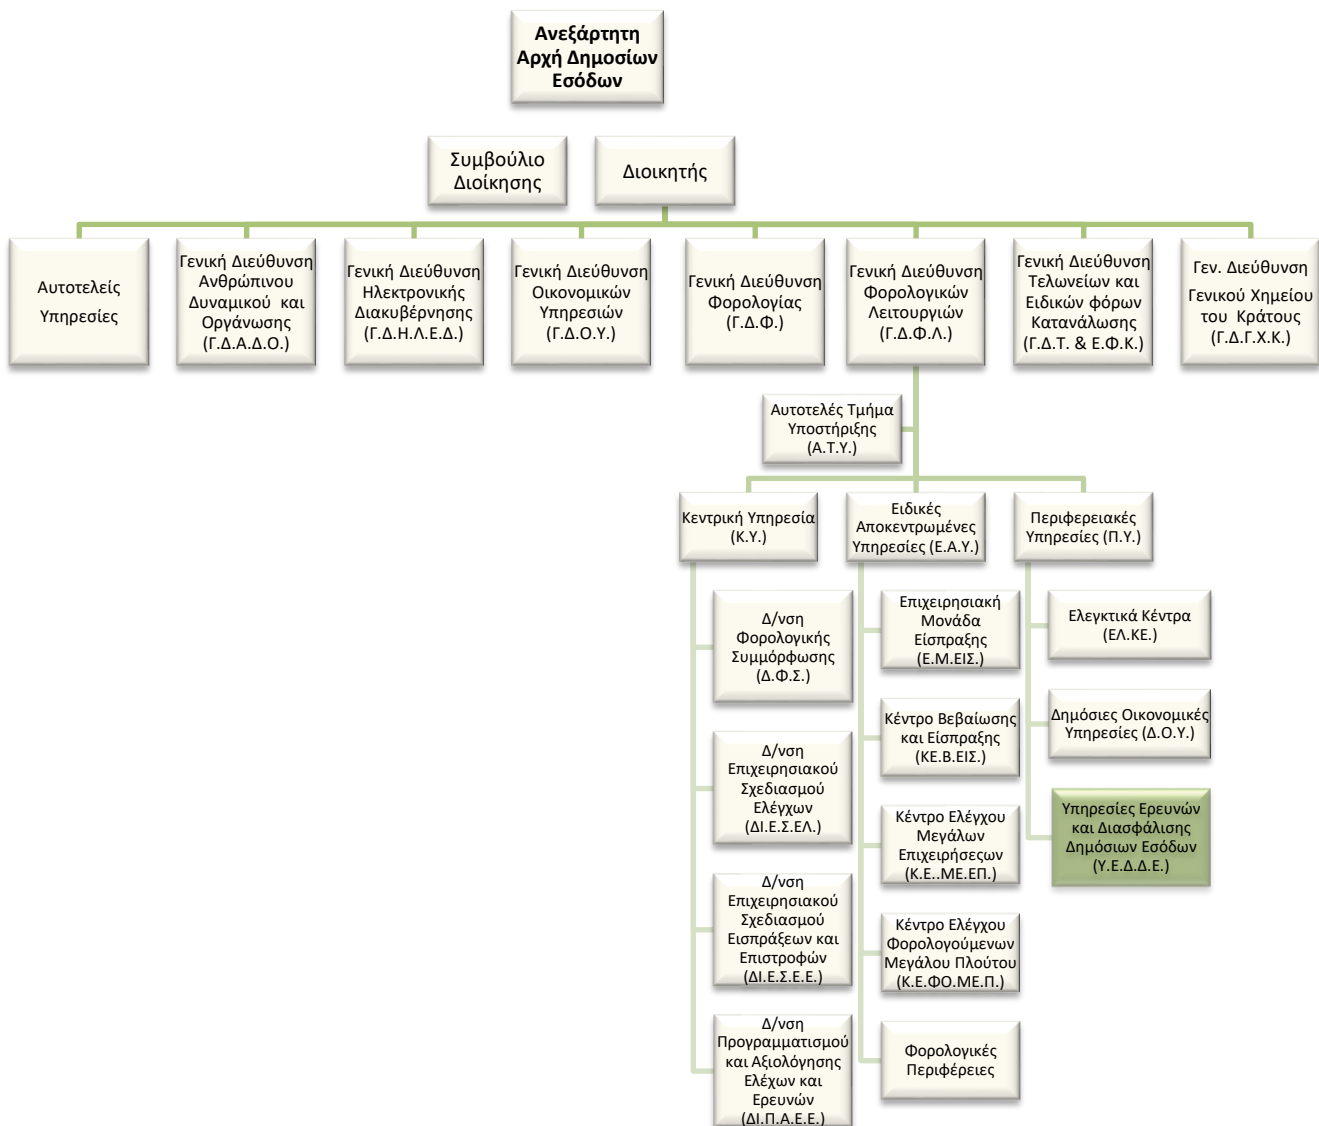 Ανεξάρτητη
Αρχή Δημοσίων
Εσόδων
Συμβούλιο
Διοίκησης
Διοικητής
Αυτοτελείς
Υπηρεσίες
Γενική Διεύθυνση
Ανθρώπινου
Δυναμικού και
Οργάνωσης
(Γ.Δ.Α.Δ.Ο.)
Γενική Διεύθυνση
Ηλεκτρονικής
Διακυβέρνησης
(Γ.Δ.Η.Λ.Ε.Δ.)
Γενική Διεύθυνση
Οικονομικών
Υπηρεσιών
(Γ.Δ.Ο.Υ.)
Γενική Διεύθυνση
Φορολογίας
(Γ.Δ.Φ.)
Γενική Διεύθυνση
Φορολογικών
Λειτουργιών
(Γ.Δ.Φ.Λ.)
Γενική Διεύθυνση
Τελωνείων και
Ειδικών φόρων
Κατανάλωσης
(Γ.Δ.Τ. & Ε.Φ.Κ.)
Γεν. Διεύθυνση
Γενικού Χημείου
του Κράτους
(Γ.Δ.Γ.Χ.Κ.)
Αυτοτελές Τμήμα
Υποστήριξης
(Α.Τ.Υ.)
Κεντρική Υπηρεσία
(Κ.Υ.)
Ειδικές
Αποκεντρωμένες
Υπηρεσίες (Ε.Α.Υ.)
Περιφερειακές
Υπηρεσίες (Π.Υ.)
Δ/νση
Φορολογικής
Συμμόρφωσης
(Δ.Φ.Σ.)
Δ/νση
Επιχειρησιακού
Σχεδιασμού
Ελέγχων
(ΔΙ.Ε.Σ.ΕΛ.)
Δ/νση
Επιχειρησιακού
Σχεδιασμού
Εισπράξεων και
Επιστροφών
(ΔΙ.Ε.Σ.Ε.Ε.)
Δ/νση
Προγραμματισμού
και Αξιολόγησης
Ελέχων και
Ερευνών
(ΔΙ.Π.Α.Ε.Ε.)
Επιχειρησιακή
Μονάδα
Είσπραξης
(Ε.Μ.ΕΙΣ.)
Κέντρο Βεβαίωσης
και Είσπραξης
(ΚΕ.Β.ΕΙΣ.)
Κέντρο Ελέγχου
Μεγάλων
Επιχειρήσεςων
(Κ.Ε..ΜΕ.ΕΠ.)
Κέντρο Ελέγχου
Φορολογούμενων
Μεγάλου Πλούτου
(Κ.Ε.ΦΟ.ΜΕ.Π.)
Φορολογικές
Περιφέρειες
Ελεγκτικά Κέντρα
(ΕΛ.ΚΕ.)
Δημόσιες Οικονομικές
Υπηρεσίες (Δ.Ο.Υ.)
Υπηρεσίες Ερευνών
και Διασφάλισης
Δημόσιων Εσόδων
(Υ.Ε.Δ.Δ.Ε.)